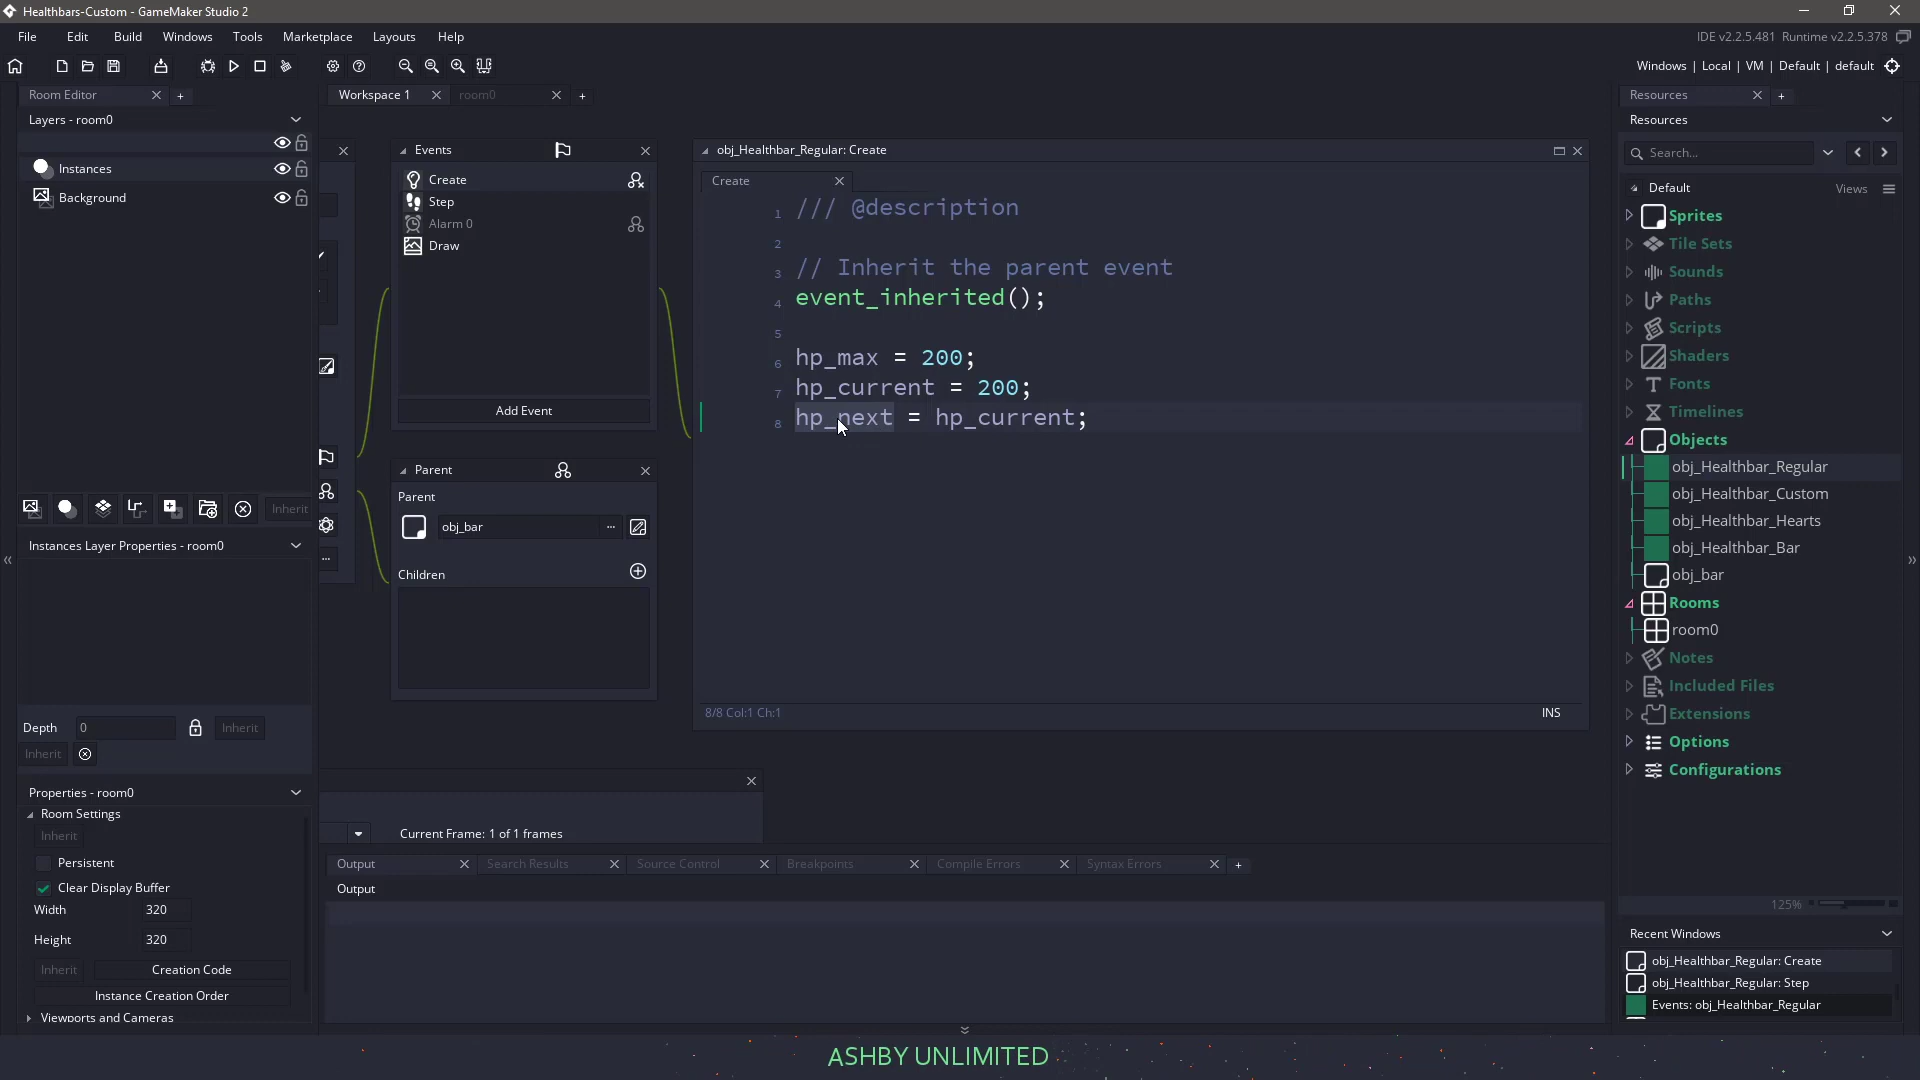 Healthbars-Custom - GameMaker Studio 2
File Edit Build Windows Tools Marketplace Layouts Help
IDE v2.2.5.481 Runtime v2.2.5.378
Windows | Local | VM | Default | default
Room Editor
Workspace 1
room0
Resources
Layers - room0
Resources
Instances
Background
Events
Create
Step
Alarm 0
Draw
Add Event
Parent
Parent
obj_bar
Children
obj_Healthbar_Regular: Create
Create
1 /// @description
2
3 // Inherit the parent event
4 event_inherited();
5
6 hp_max = 200;
7 hp_current = 200;
8 hp_next = hp_current;
8/8 Col:1 Ch:1
INS
Search...
Default
Views
Sprites
Tile Sets
Sounds
Paths
Scripts
Shaders
Fonts
Timelines
Objects
obj_Healthbar_Regular
obj_Healthbar_Custom
obj_Healthbar_Hearts
obj_Healthbar_Bar
obj_bar
Rooms
room0
Notes
Included Files
Extensions
Options
Configurations
125%
Recent Windows
obj_Healthbar_Regular: Create
obj_Healthbar_Regular: Step
Events: obj_Healthbar_Regular
Inherit
Instances Layer Properties - room0
Depth 0 Inherit
Inherit
Properties - room0
Room Settings
Inherit
Persistent
Clear Display Buffer
Width 320
Height 320
Inherit Creation Code
Instance Creation Order
Viewports and Cameras
Current Frame: 1 of 1 frames
Output Search Results Source Control Breakpoints Compile Errors Syntax Errors
Output
ASHBY UNLIMITED